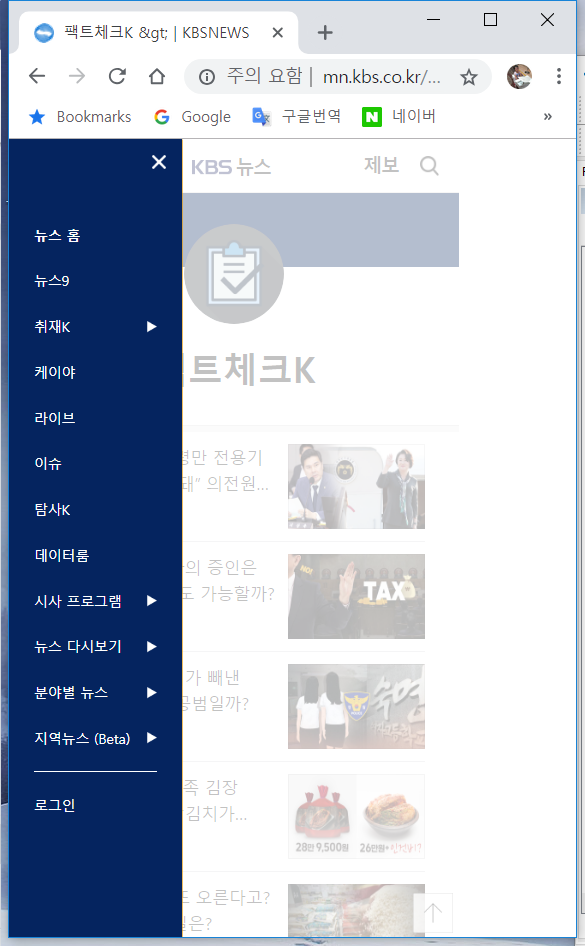 팩트체크K &gt; | KBSNEWS
주의 요함 | mn.kbs.co.kr/...
Bookmarks Google 구글번역 네이버 »
KBS 뉴스 제보
뉴스 홈
뉴스9
취재K
케이야
라이브
이슈
탐사K
데이터룸
시사 프로그램
뉴스 다시보기
분야별 뉴스
지역뉴스 (Beta)
로그인
트체크K
전용기
의전원...
의 증인은
도 가능할까?
TAX
가 빼낸
공범일까?
족 김장
김치가...
28만 9,500원
26만원+
오른다고?